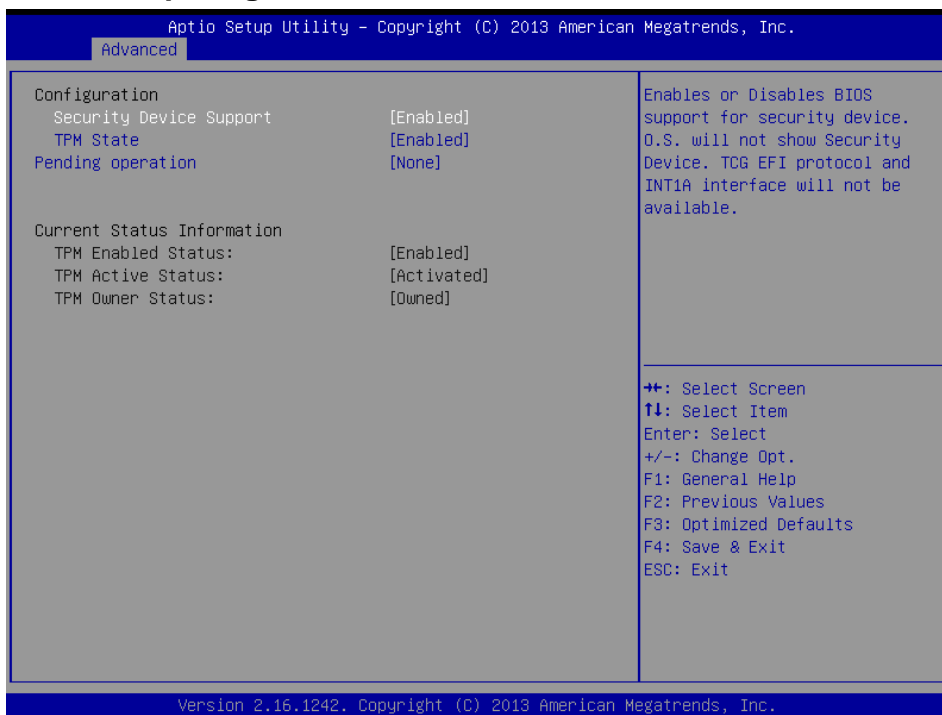 Aptio Setup Utility – Copyright (C) 2013 American Megatrends, Inc.
Advanced
Configuration
Security Device Support [Enabled]
TPM State [Enabled]
Pending operation [None]
Current Status Information
TPM Enabled Status: [Enabled]
TPM Active Status: [Activated]
TPM Owner Status: [Owned]
Enables or Disables BIOS
support for security device.
O.S. will not show Security
Device. TCG EFI protocol and
INT1A interface will not be
available.
→←: Select Screen
↑↓: Select Item
Enter: Select
+/-: Change Opt.
F1: General Help
F2: Previous Values
F3: Optimized Defaults
F4: Save & Exit
ESC: Exit
Version 2.16.1242. Copyright (C) 2013 American Megatrends, Inc.